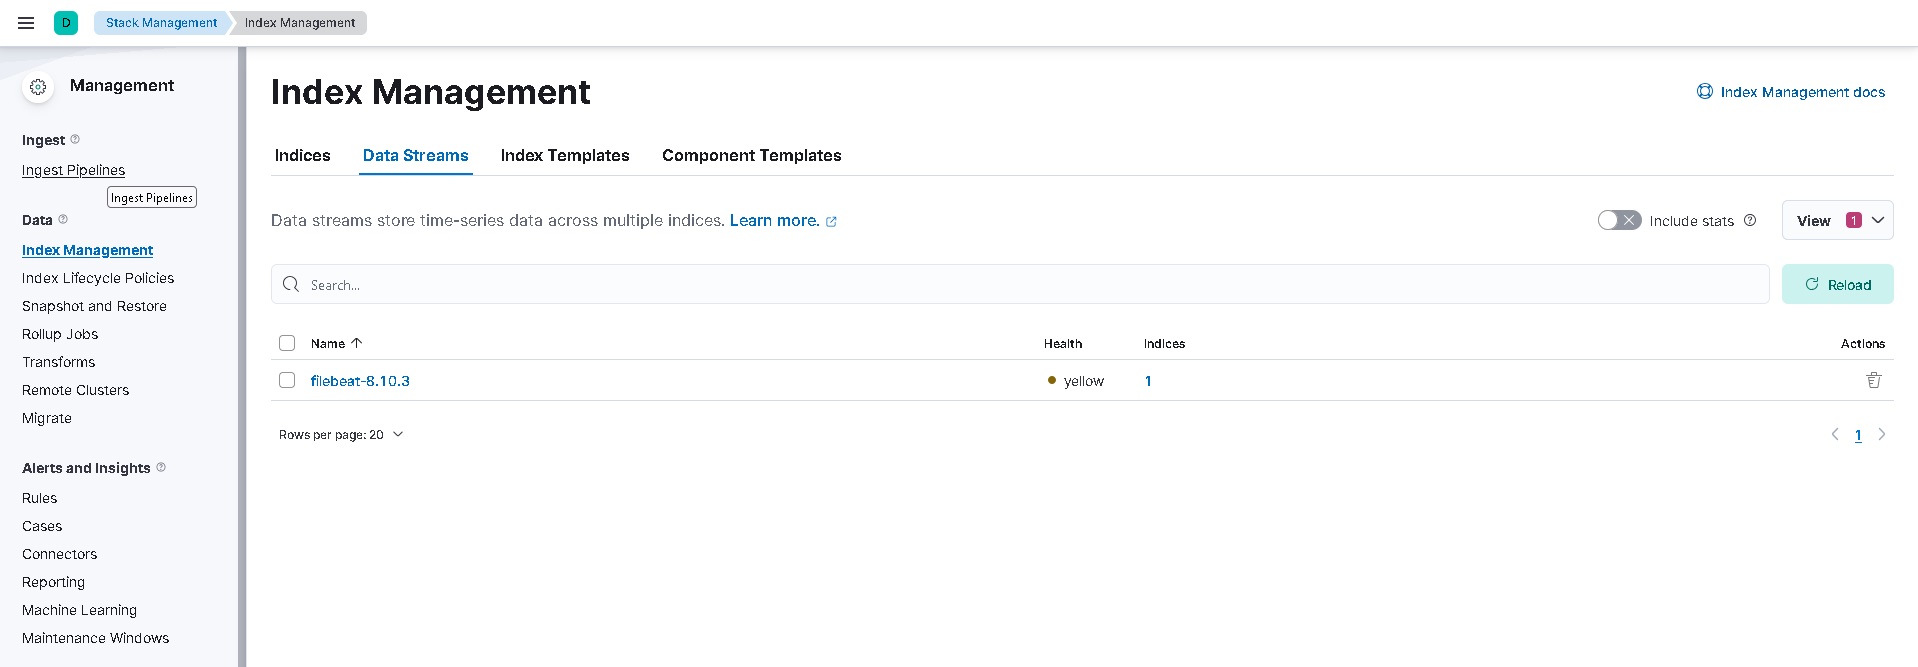 D Stack Management Index Management
Management
Ingest
Ingest Pipelines
Ingest Pipelines
Data
Index Management
Index Lifecycle Policies
Snapshot and Restore
Rollup Jobs
Transforms
Remote Clusters
Migrate
Alerts and Insights
Rules
Cases
Connectors
Reporting
Machine Learning
Maintenance Windows
Index Management
Index Management docs
Indices Data Streams Index Templates Component Templates
Data streams store time-series data across multiple indices. Learn more.
Include stats
View 1
Search...
Reload
Name Health Indices Actions
filebeat-8.10.3 yellow 1
Rows per page: 20
1